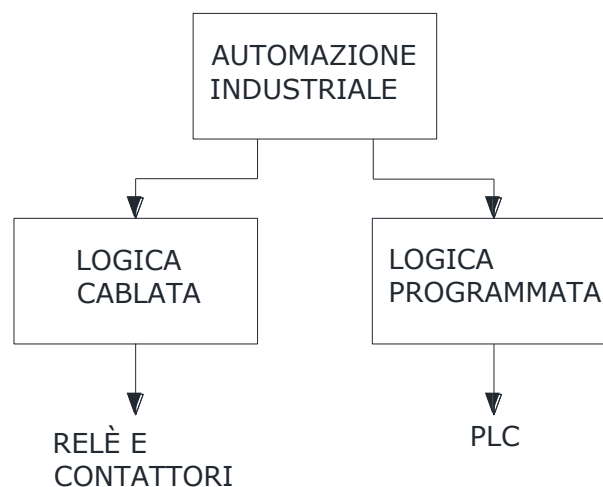 AUTOMAZIONE
INDUSTRIALE
LOGICA
CABLATA
LOGICA
PROGRAMMATA
RELÈ E
CONTATTORI
PLC